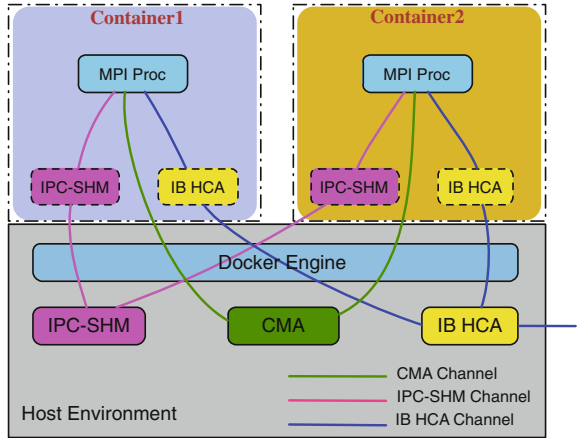 Container1
Container2
MPI Proc
MPI Proc
IPC-SHM
IB HCA
IPC-SHM
IB HCA
Docker Engine
IPC-SHM
CMA
IB HCA
CMA Channel
IPC-SHM Channel
IB HCA Channel
Host Environment